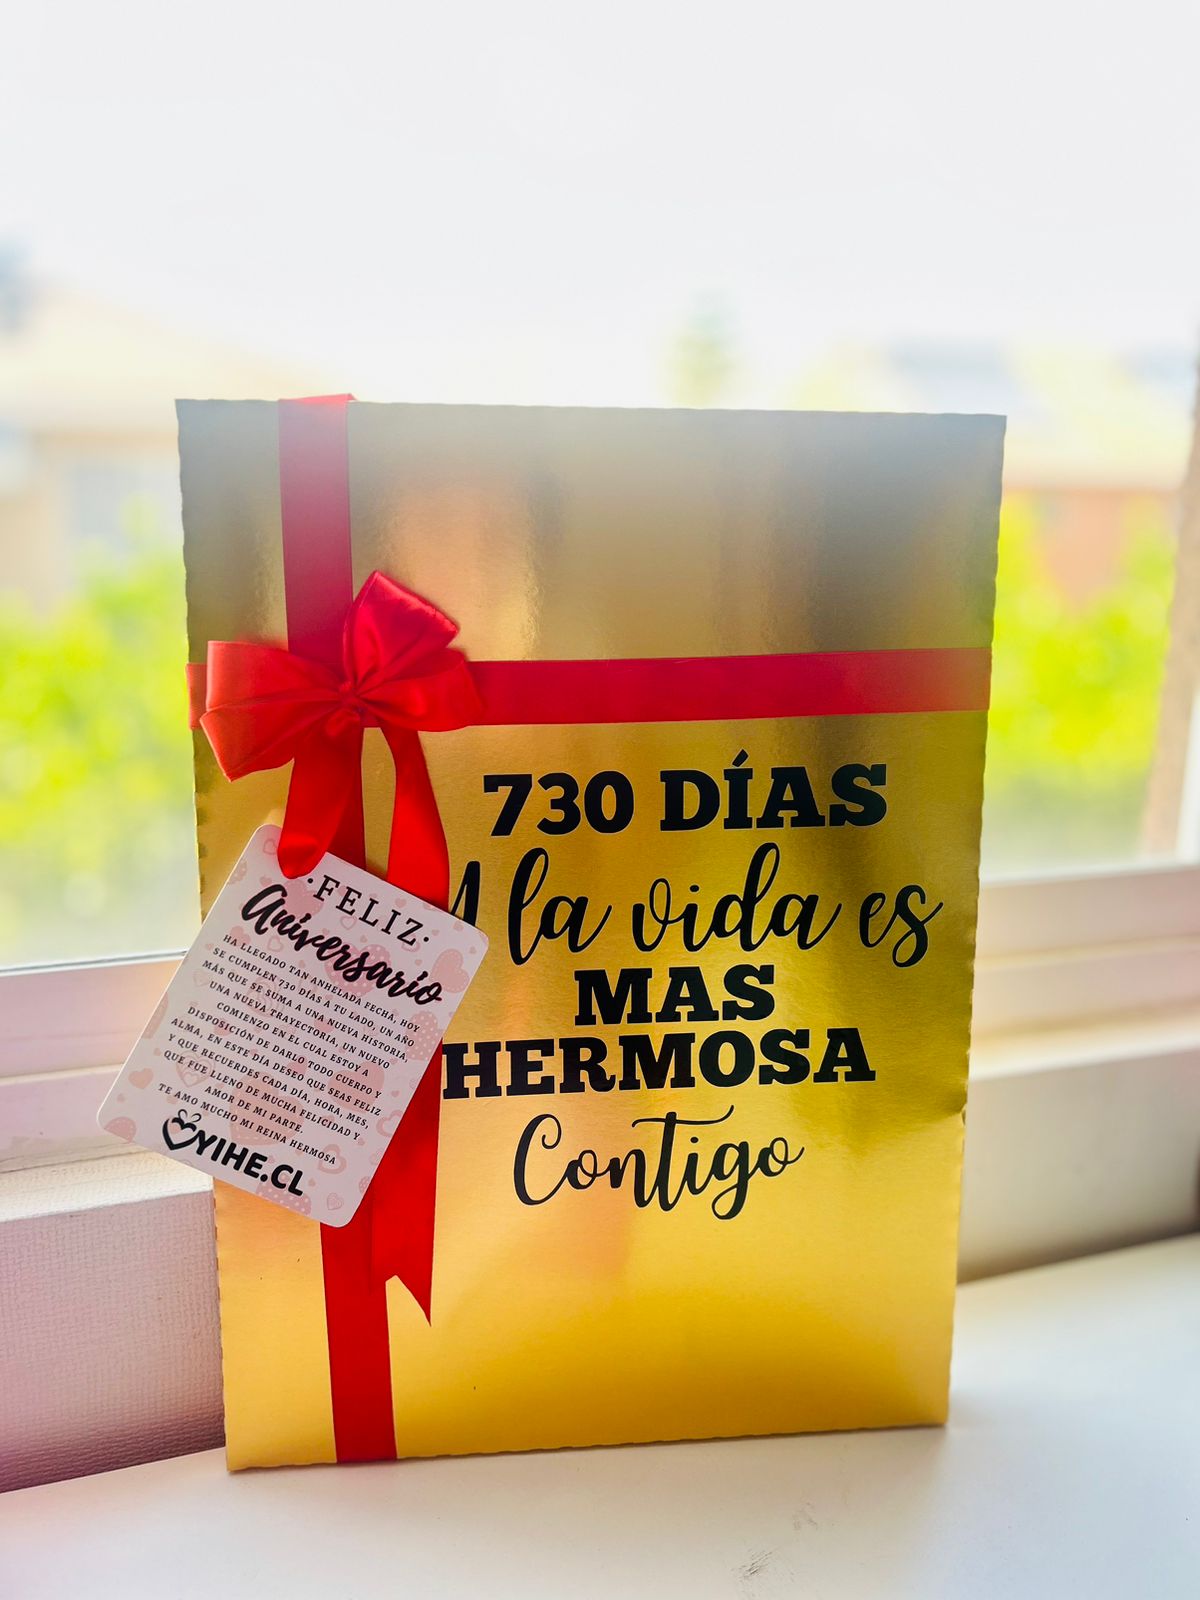 730 DÍAS
Y la vida es
MAS
HERMOSA
Contigo
·FELIZ·
Aniversario
HA LLEGADO TAN ANHELADA FECHA, HOY
SE CUMPLEN 730 DÍAS A TU LADO, UN AÑO
MÁS QUE SE SUMA A UNA NUEVA HISTORIA,
UNA NUEVA TRAYECTORIA, UN NUEVO
COMIENZO EN EL CUAL ESTOY A
DISPOSICIÓN DE DARLO TODO CUERPO Y
ALMA, EN ESTE DÍA DESEO QUE SEAS FELIZ
Y QUE RECUERDES CADA DÍA, HORA, MES,
QUE FUE LLENO DE MUCHA FELICIDAD Y
AMOR DE MI PARTE.
TE AMO MUCHO MI REINA HERMOSA
YIHE.CL